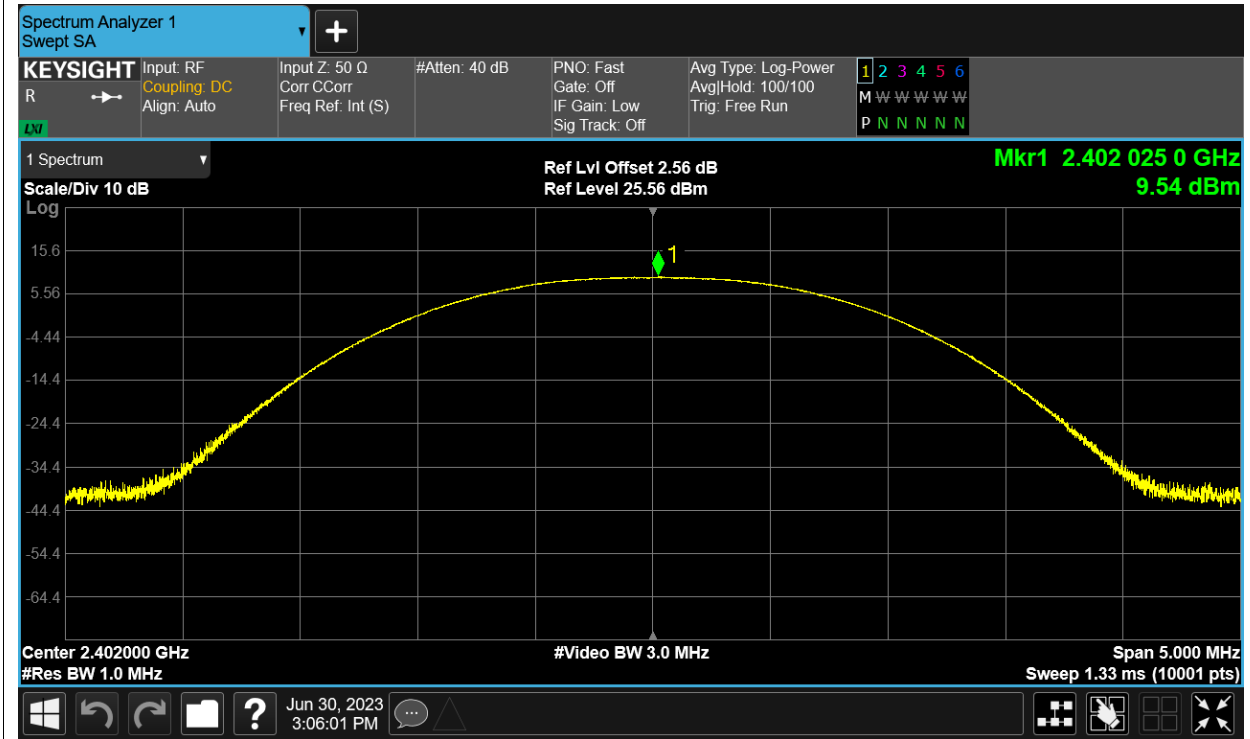 Spectrum Analyzer 1
Swept SA
KEYSIGHT
R
LXI
Input: RF
Coupling: DC
Align: Auto
Input Z: 50 Ω
Corr CCorr
Freq Ref: Int (S)
#Atten: 40 dB
PNO: Fast
Gate: Off
IF Gain: Low
Sig Track: Off
Avg Type: Log-Power
Avg|Hold: 100/100
Trig: Free Run
1 2 3 4 5 6
M W W W W W
P N N N N N
1 Spectrum
Scale/Div 10 dB
Log
Ref Lvl Offset 2.56 dB
Ref Level 25.56 dBm
Mkr1 2.402 025 0 GHz
9.54 dBm
1
15.6
5.56
-4.44
-14.4
-24.4
-34.4
-44.4
-54.4
-64.4
Center 2.402000 GHz
#Video BW 3.0 MHz
Span 5.000 MHz
#Res BW 1.0 MHz
Sweep 1.33 ms (10001 pts)
?
Jun 30, 2023
3:06:01 PM